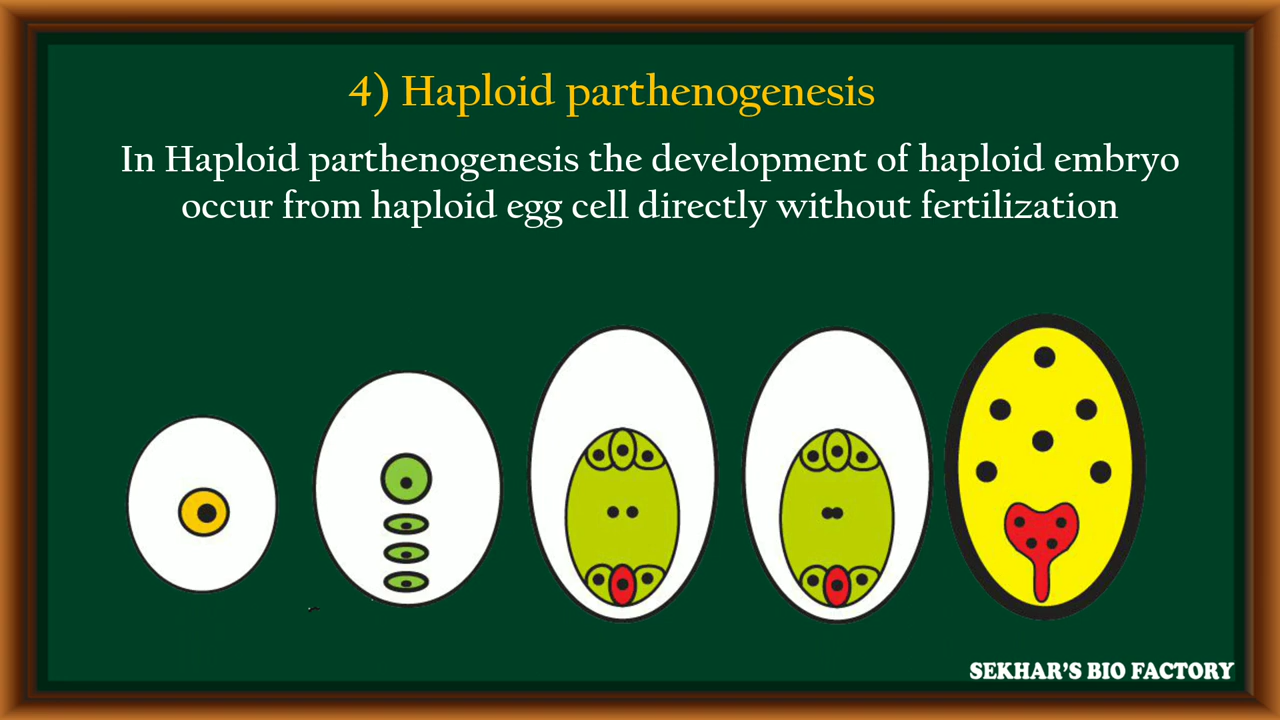 4) Haploid parthenogenesis
In Haploid parthenogenesis the development of haploid embryo
occur from haploid egg cell directly without fertilization
SEKHAR'S BIO FACTORY